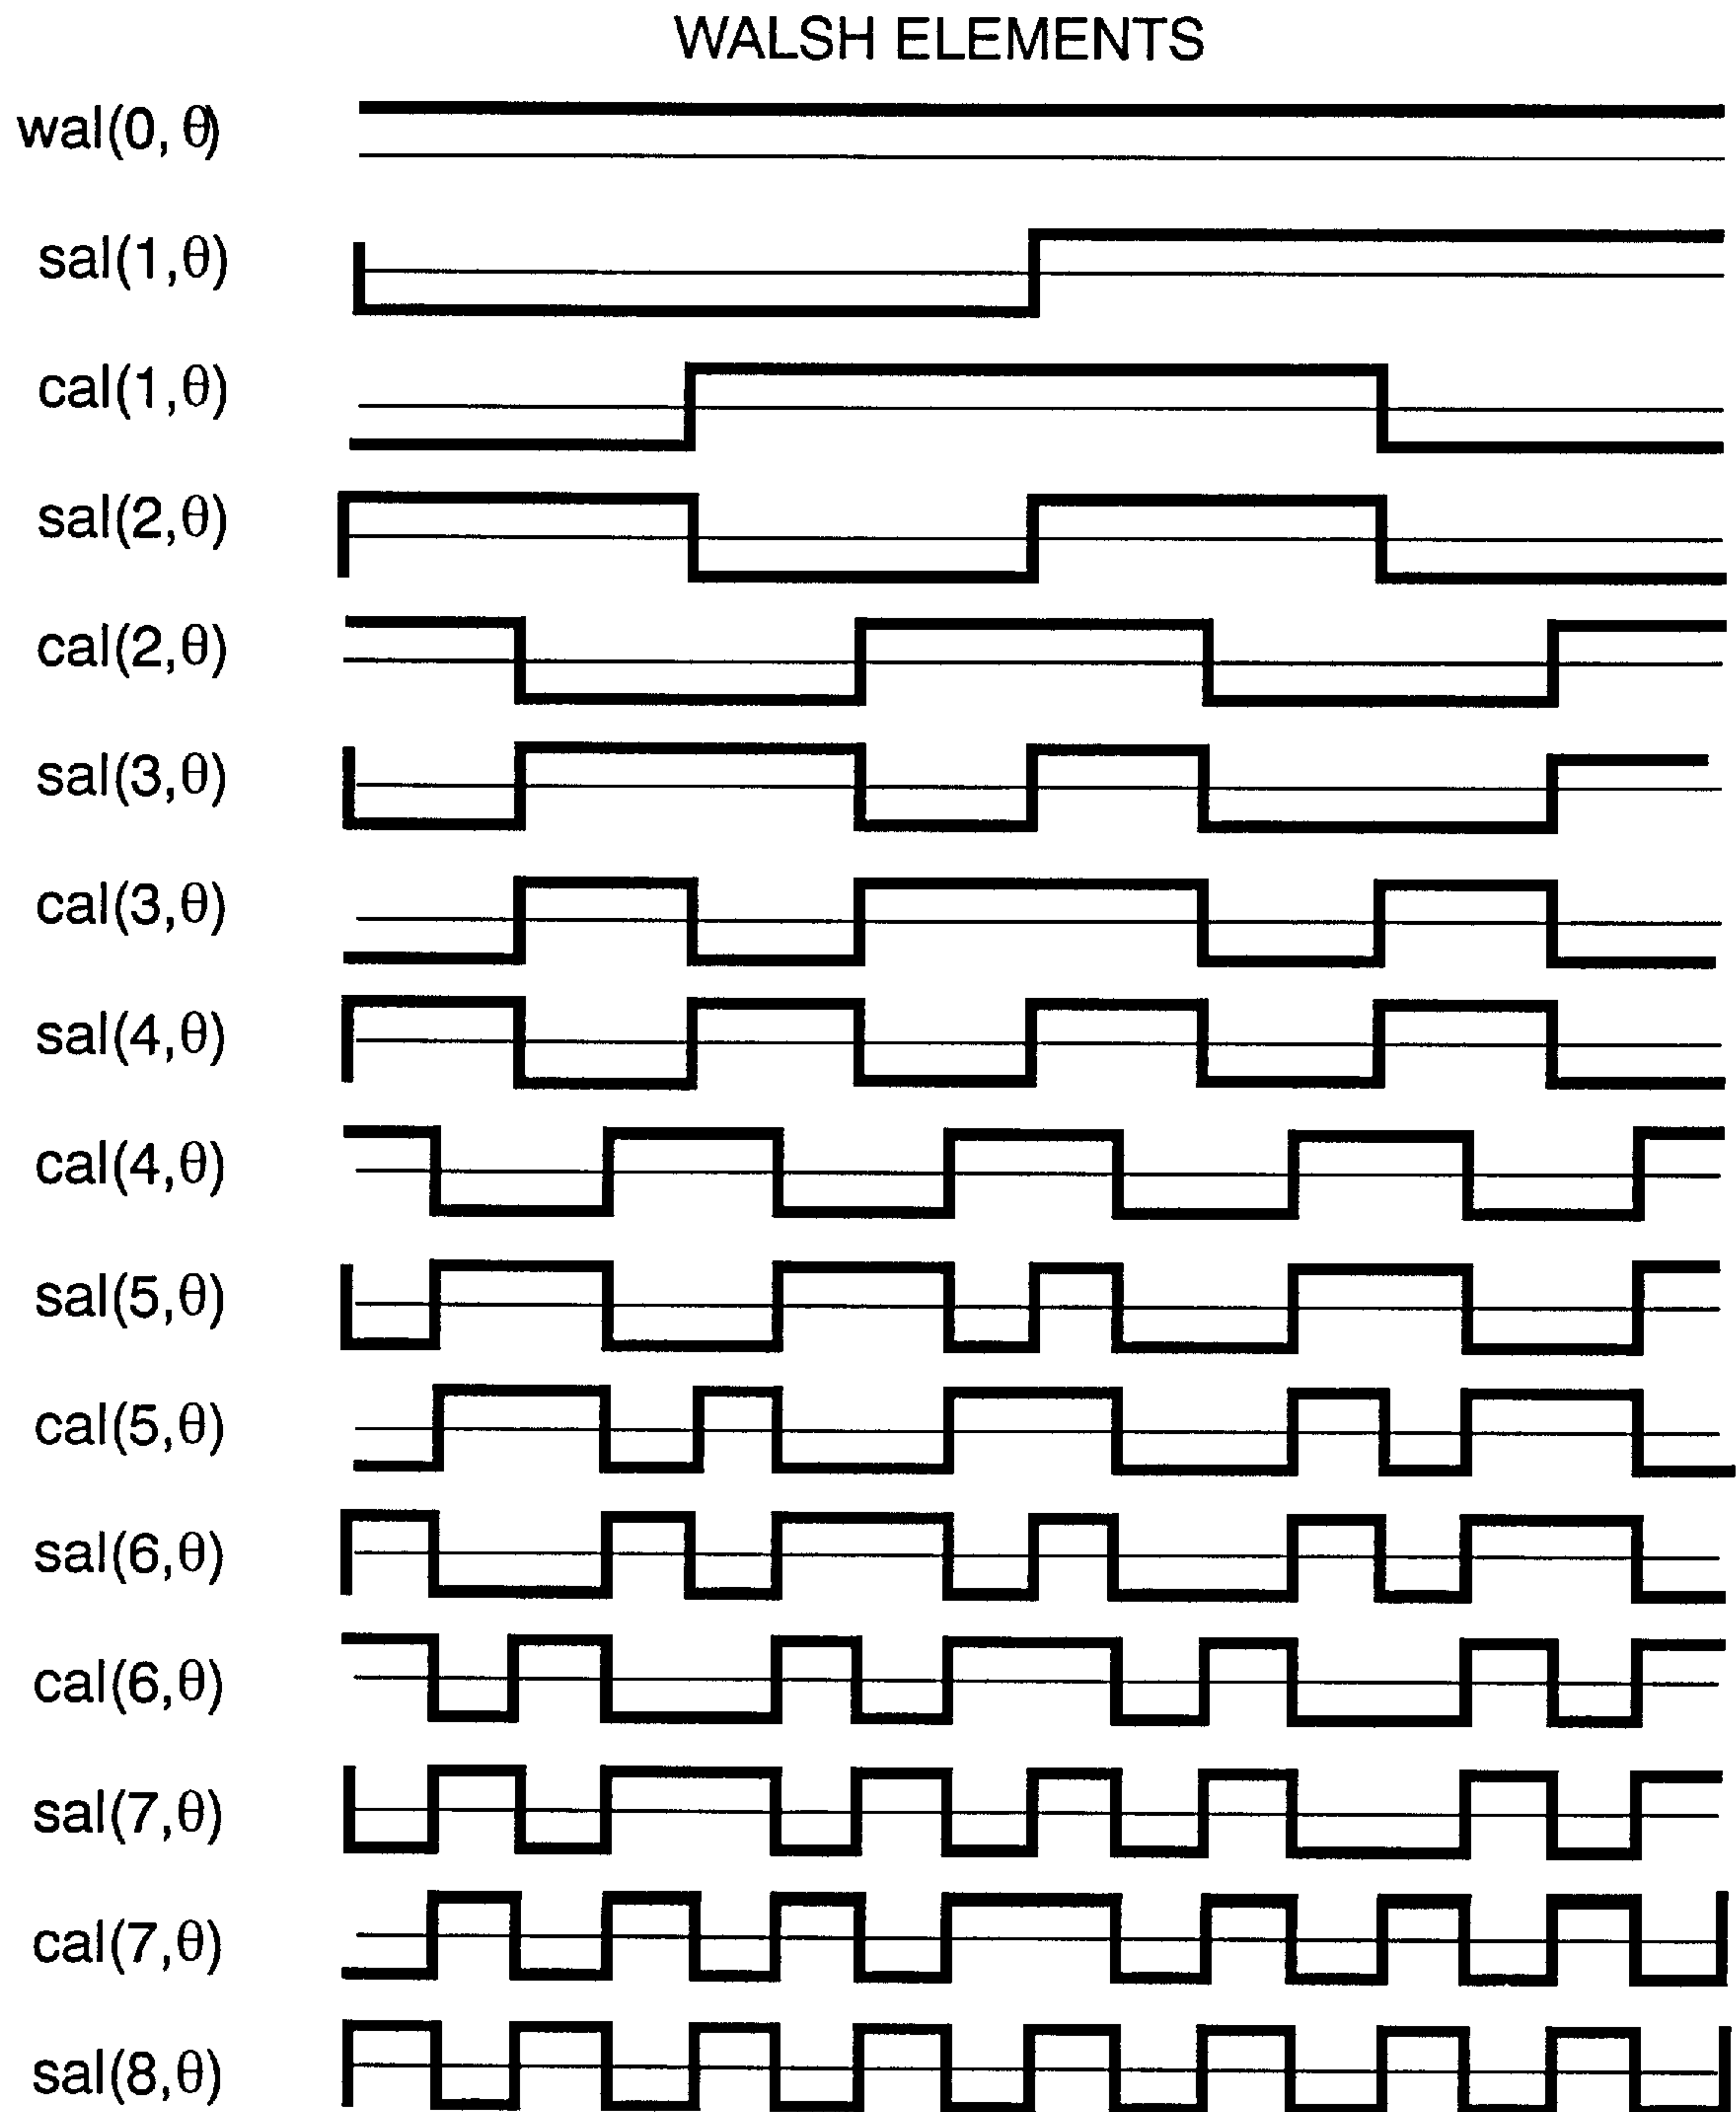 WALSH ELEMENTS
wal(0, θ)
sal(1,θ)
cal(1,θ)
sal(2,θ)
cal(2,θ)
sal(3,θ)
cal(3,θ)
sal(4,θ)
cal(4,θ)
sal(5,θ)
cal(5,θ)
sal(6,θ)
cal(6,θ)
sal(7,θ)
cal(7,θ)
sal(8,θ)